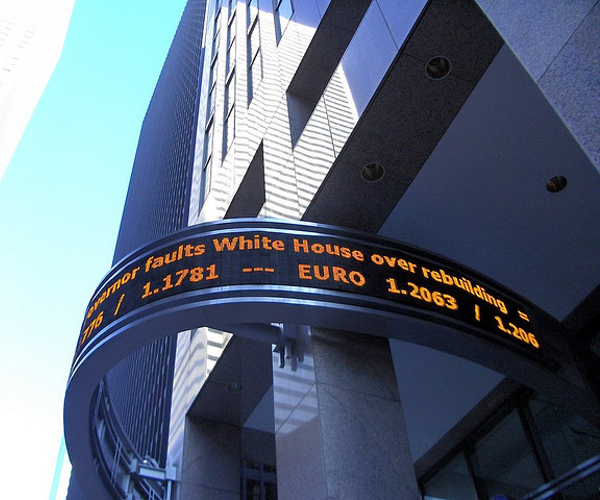 overnor faults White House over rebuilding =
776 / 1.1781 --- EURO 1.2063 / 1.206